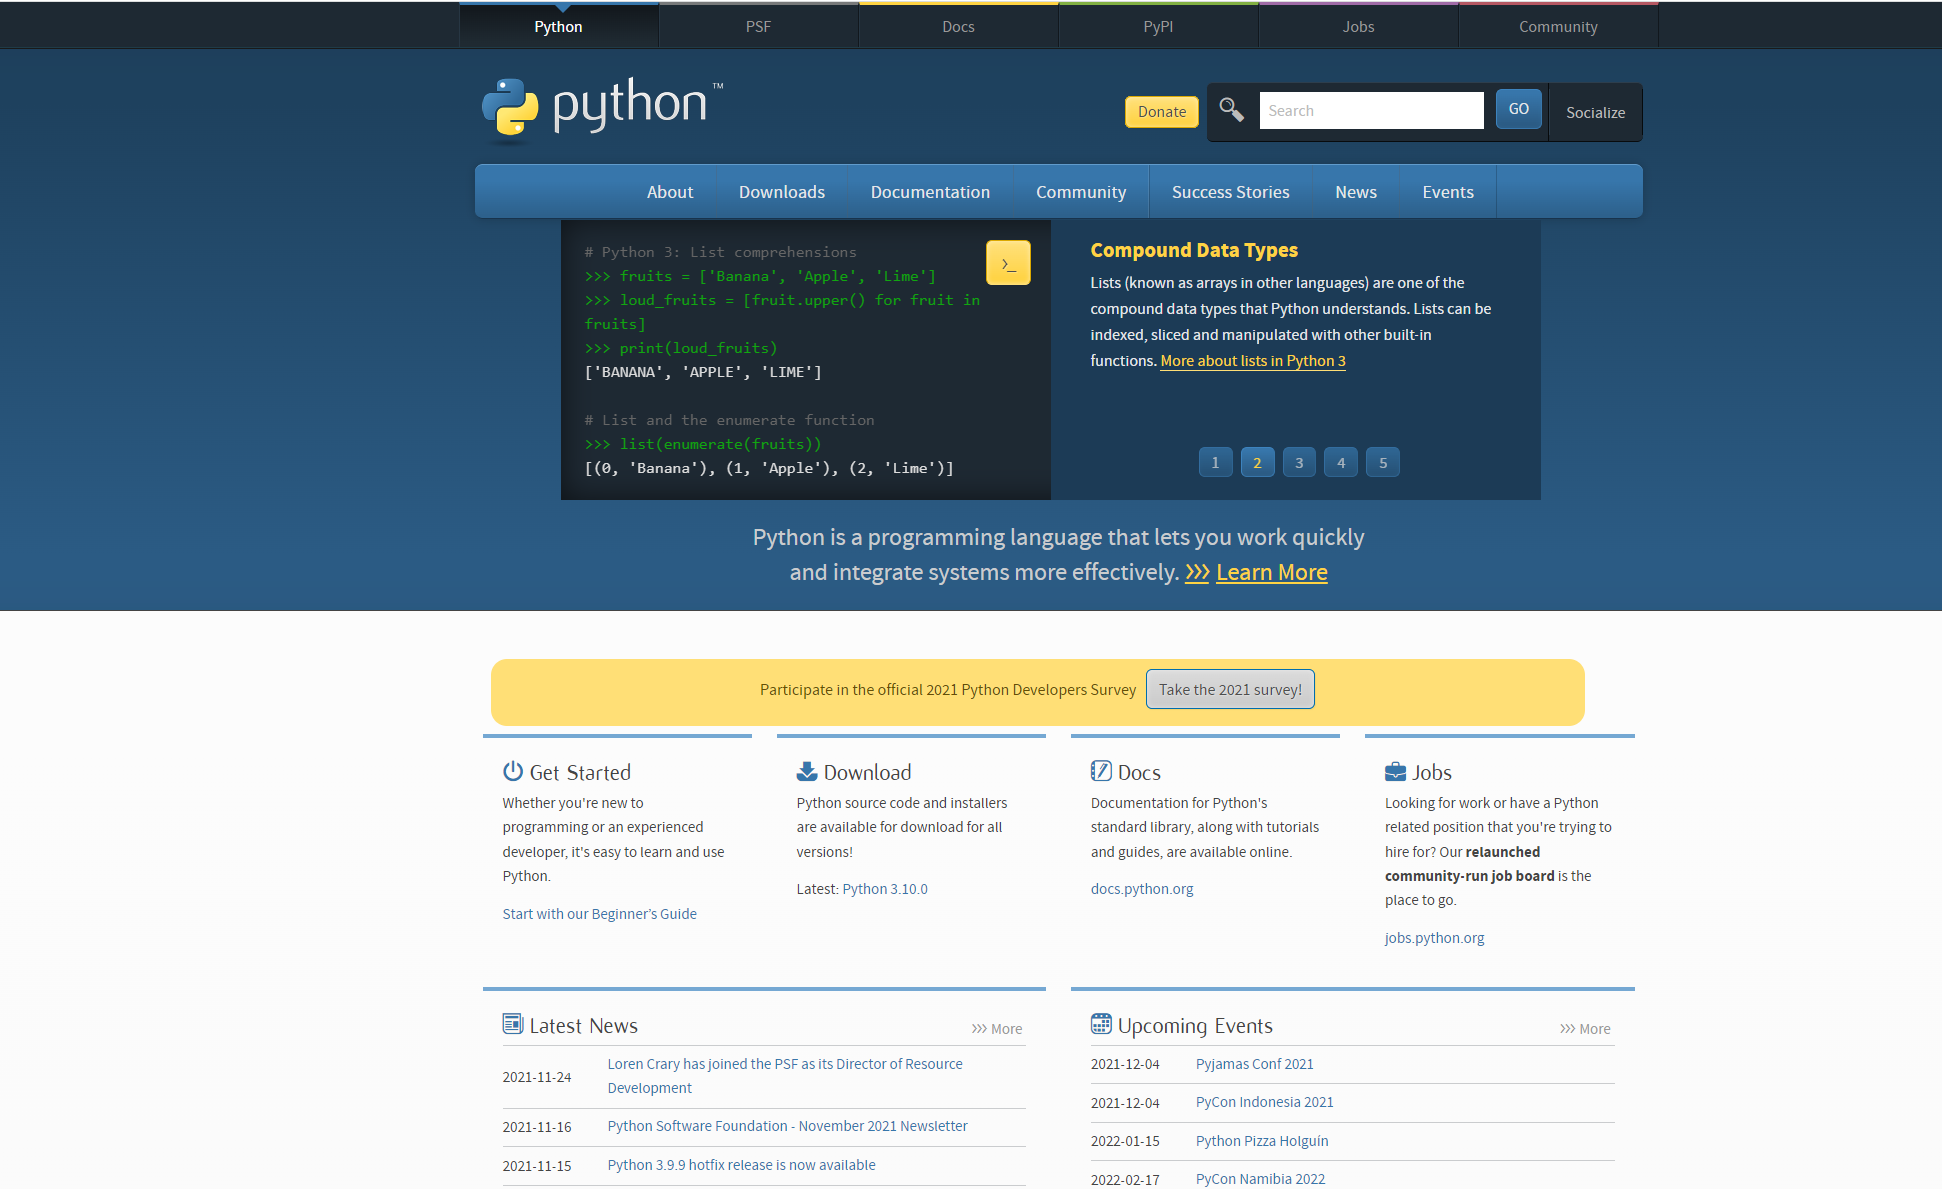 Python
PSF
Docs
PyPI
Jobs
Community
python™
Donate
Search
GO
Socialize
About
Downloads
Documentation
Community
Success Stories
News
Events
# Python 3: List comprehensions
>>> fruits = ['Banana', 'Apple', 'Lime']
>>> loud_fruits = [fruit.upper() for fruit in
fruits]
>>> print(loud_fruits)
['BANANA', 'APPLE', 'LIME']
# List and the enumerate function
>>> list(enumerate(fruits))
[(0, 'Banana'), (1, 'Apple'), (2, 'Lime')]
>_
Compound Data Types
Lists (known as arrays in other languages) are one of the
compound data types that Python understands. Lists can be
indexed, sliced and manipulated with other built-in
functions. More about lists in Python 3
1
2
3
4
5
Python is a programming language that lets you work quickly
and integrate systems more effectively. >>> Learn More
Participate in the official 2021 Python Developers Survey
Take the 2021 survey!
Get Started
Whether you're new to
programming or an experienced
developer, it's easy to learn and use
Python.
Start with our Beginner’s Guide
Download
Python source code and installers
are available for download for all
versions!
Latest: Python 3.10.0
Docs
Documentation for Python's
standard library, along with tutorials
and guides, are available online.
docs.python.org
Jobs
Looking for work or have a Python
related position that you're trying to
hire for? Our relaunched
community-run job board is the
place to go.
jobs.python.org
Latest News
>>> More
2021-11-24
Loren Crary has joined the PSF as its Director of Resource
Development
2021-11-16
Python Software Foundation - November 2021 Newsletter
2021-11-15
Python 3.9.9 hotfix release is now available
Upcoming Events
>>> More
2021-12-04
Pyjamas Conf 2021
2021-12-04
PyCon Indonesia 2021
2022-01-15
Python Pizza Holguín
2022-02-17
PyCon Namibia 2022